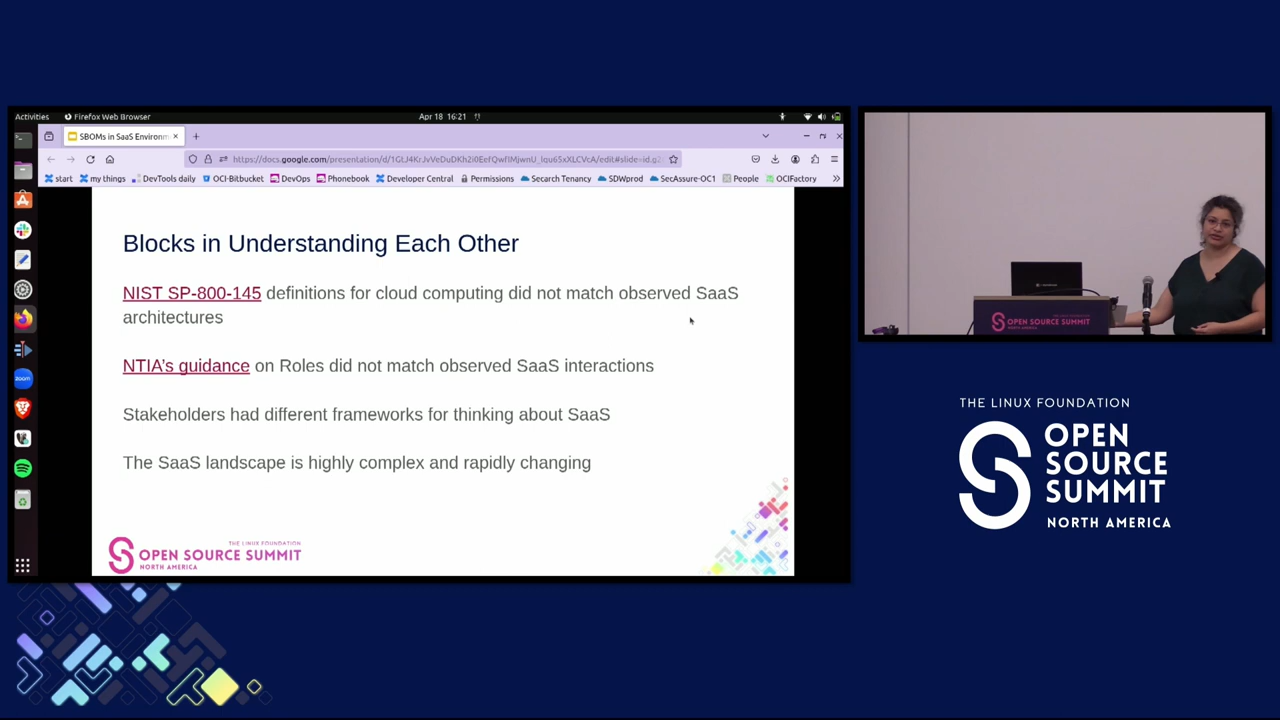 Activities
Firefox Web Browser
Apr 18 16:21
SBOMs in SaaS Environm
start
my things
DevTools daily
OCI-Bitbucket
DevOps
Phonebook
Developer Central
Permissions
Secarch Tenancy
SDWprod
SecAssure-OC1
People
OCIFactory
Blocks in Understanding Each Other
NIST SP-800-145 definitions for cloud computing did not match observed SaaS
architectures
NTIA's guidance on Roles did not match observed SaaS interactions
Stakeholders had different frameworks for thinking about SaaS
The SaaS landscape is highly complex and rapidly changing
zoom
THE LINUX FOUNDATION
OPEN SOURCE SUMMIT
NORTH AMERICA
OPEN SOURCE SUMMIT
NORTH AMERICA
THE LINUX FOUNDATION
OPEN
SOURCE
SUMMIT
NORTH AMERICA